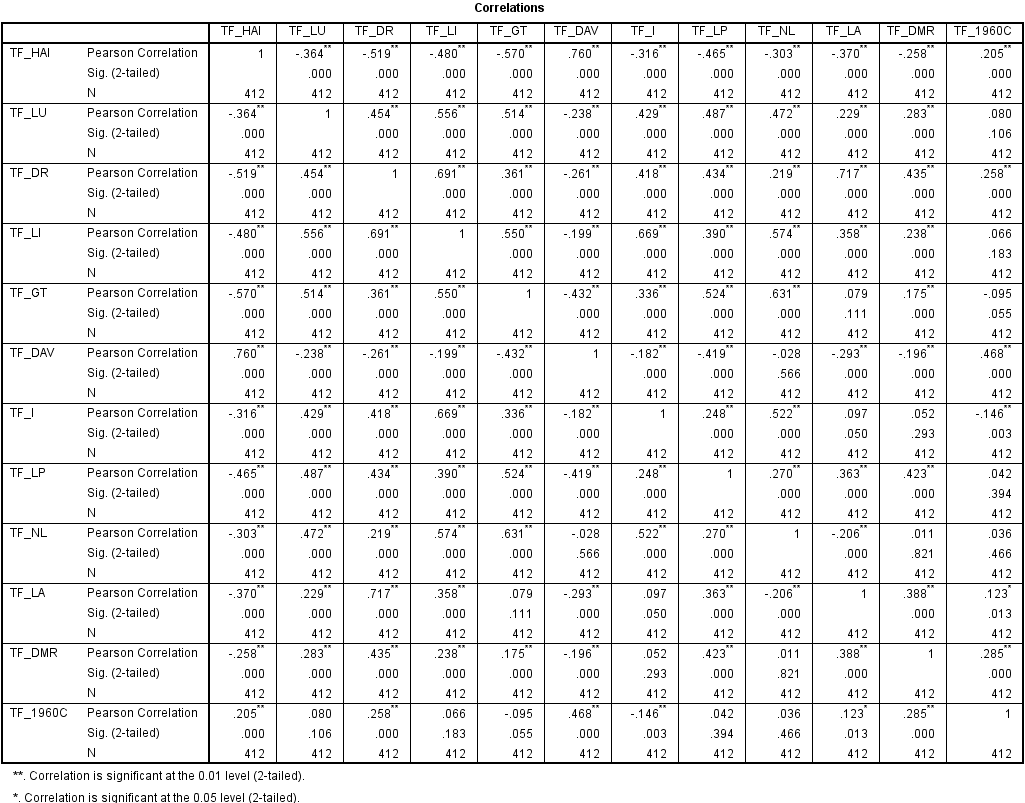 Correlations
TF_HAI TF_LU TF_DR TF_LI TF_GT TF_DAV TF_I TF_LP TF_NL TF_LA TF_DMR TF_1960C
TF_HAI Pearson Correlation 1 -.364** -.519** -.480** -.570** .760** -.316** -.465** -.303** -.370** -.258** .205**
Sig. (2-tailed) .000 .000 .000 .000 .000 .000 .000 .000 .000 .000 .000
N 412 412 412 412 412 412 412 412 412 412 412 412
TF_LU Pearson Correlation -.364** 1 .454** .556** .514** -.238** .429** .487** .472** .229** .283** .080
Sig. (2-tailed) .000 .000 .000 .000 .000 .000 .000 .000 .000 .000 .106
N 412 412 412 412 412 412 412 412 412 412 412 412
TF_DR Pearson Correlation -.519** .454** 1 .691** .361** -.261** .418** .434** .219** .717** .435** .258**
Sig. (2-tailed) .000 .000 .000 .000 .000 .000 .000 .000 .000 .000 .000
N 412 412 412 412 412 412 412 412 412 412 412 412
TF_LI Pearson Correlation -.480** .556** .691** 1 .550** -.199** .669** .390** .574** .358** .238** .066
Sig. (2-tailed) .000 .000 .000 .000 .000 .000 .000 .000 .000 .000 .183
N 412 412 412 412 412 412 412 412 412 412 412 412
TF_GT Pearson Correlation -.570** .514** .361** .550** 1 -.432** .336** .524** .631** .079 .175** -.095
Sig. (2-tailed) .000 .000 .000 .000 .000 .000 .000 .000 .111 .000 .055
N 412 412 412 412 412 412 412 412 412 412 412 412
TF_DAV Pearson Correlation .760** -.238** -.261** -.199** -.432** 1 -.182** -.419** -.028 -.293** -.196** .468**
Sig. (2-tailed) .000 .000 .000 .000 .000 .000 .000 .566 .000 .000 .000
N 412 412 412 412 412 412 412 412 412 412 412 412
TF_I Pearson Correlation -.316** .429** .418** .669** .336** -.182** 1 .248** .522** .097 .052 -.146**
Sig. (2-tailed) .000 .000 .000 .000 .000 .000 .000 .000 .050 .293 .003
N 412 412 412 412 412 412 412 412 412 412 412 412
TF_LP Pearson Correlation -.465** .487** .434** .390** .524** -.419** .248** 1 .270** .363** .423** .042
Sig. (2-tailed) .000 .000 .000 .000 .000 .000 .000 .000 .000 .000 .394
N 412 412 412 412 412 412 412 412 412 412 412 412
TF_NL Pearson Correlation -.303** .472** .219** .574** .631** -.028 .522** .270** 1 -.206** .011 .036
Sig. (2-tailed) .000 .000 .000 .000 .000 .566 .000 .000 .000 .821 .466
N 412 412 412 412 412 412 412 412 412 412 412 412
TF_LA Pearson Correlation -.370** .229** .717** .358** .079 -.293** .097 .363** -.206** 1 .388** .123*
Sig. (2-tailed) .000 .000 .000 .000 .111 .000 .050 .000 .000 .000 .013
N 412 412 412 412 412 412 412 412 412 412 412 412
TF_DMR Pearson Correlation -.258** .283** .435** .238** .175** -.196** .052 .423** .011 .388** 1 .285**
Sig. (2-tailed) .000 .000 .000 .000 .000 .000 .293 .000 .821 .000 .000
N 412 412 412 412 412 412 412 412 412 412 412 412
TF_1960C Pearson Correlation .205** .080 .258** .066 -.095 .468** -.146** .042 .036 .123* .285** 1
Sig. (2-tailed) .000 .106 .000 .183 .055 .000 .003 .394 .466 .013 .000
N 412 412 412 412 412 412 412 412 412 412 412 412
**. Correlation is significant at the 0.01 level (2-tailed).
*. Correlation is significant at the 0.05 level (2-tailed).